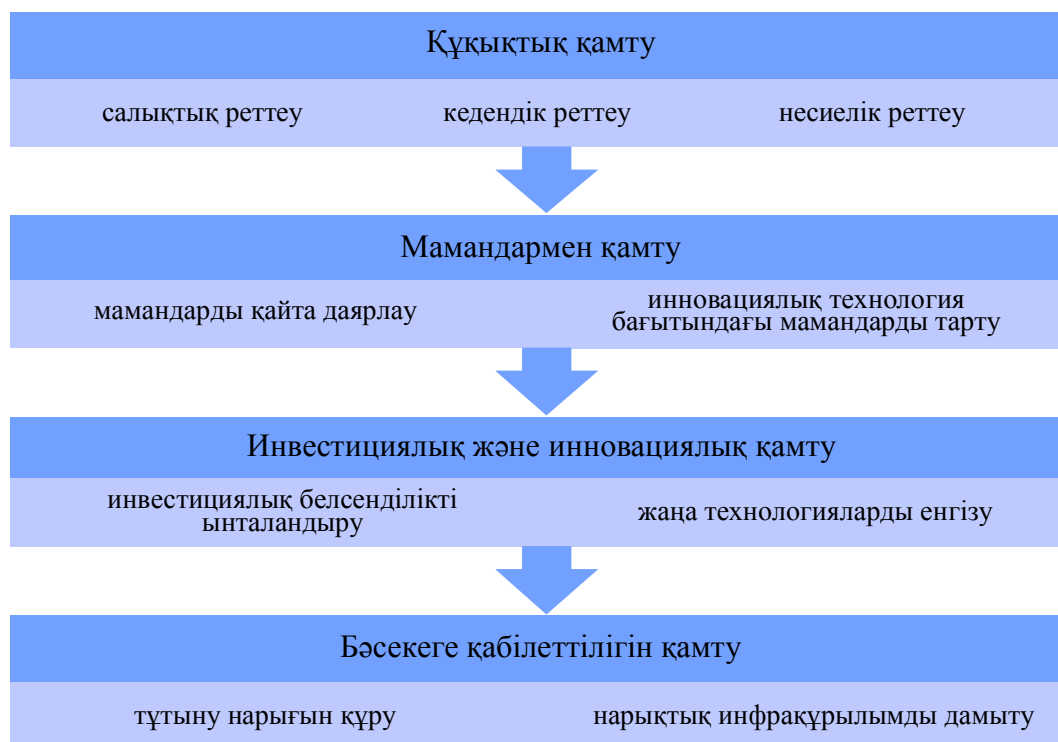 Құқықтық қамту
салықтық реттеу
кедендік реттеу
несиелік реттеу
Мамандармен қамту
мамандарды қайта даярлау
инновациялық технология
бағытындағы мамандарды тарту
Инвестициялық және инновациялық қамту
инвестициялық белсенділікті
ынталандыру
жаңа технологияларды енгізу
Бәсекеге қабілеттілігін қамту
тұтыну нарығын құру
нарықтық инфрақұрылымды дамыту